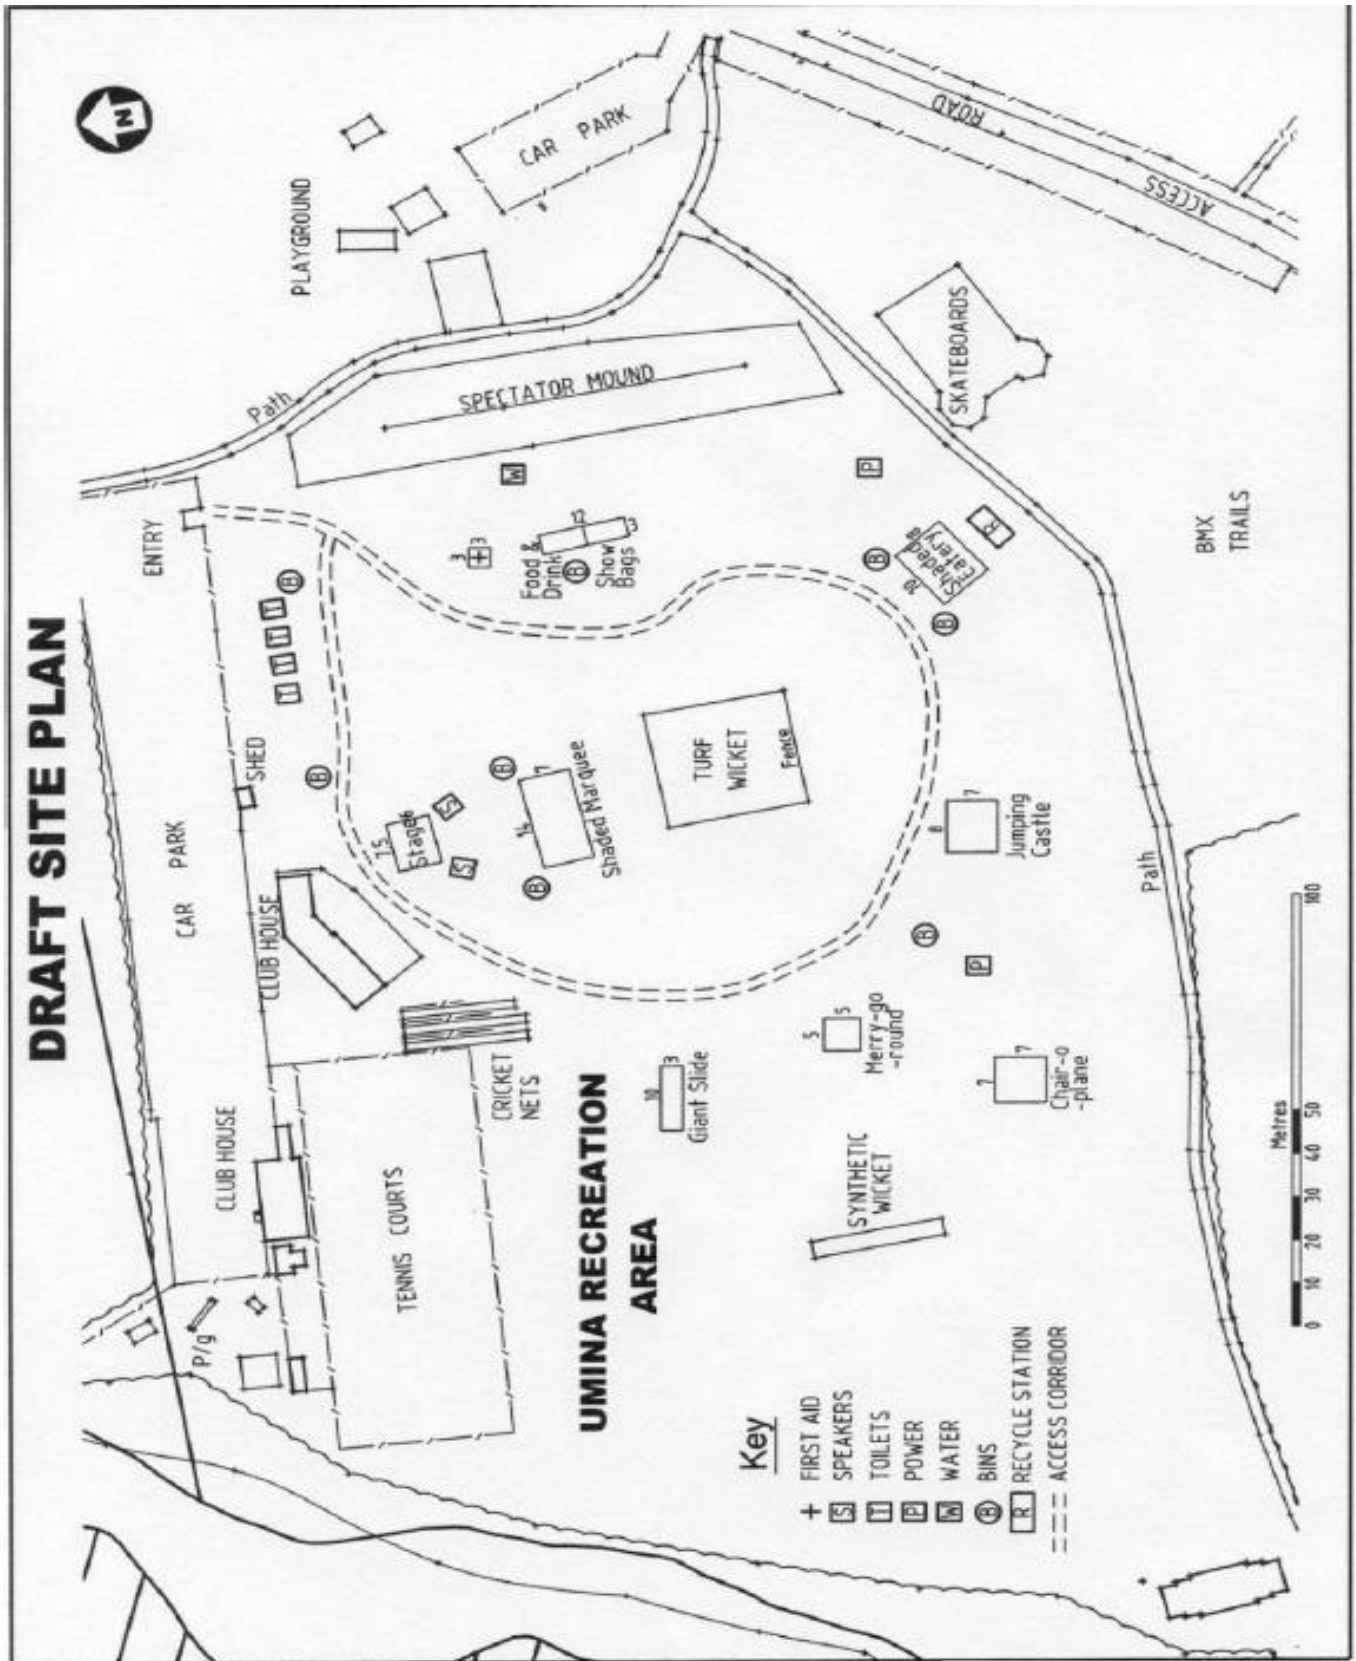 DRAFT SITE PLAN
N
PLAYGROUND
CAR PARK
ROAD
ACCESS
Path
SPECTATOR MOUND
SKATEBOARDS
ENTRY
W
P
3
3
Food
Drink
12
3
Show
Bags
B
B
B
R
Shaded
Eatery
10
B
BMX
TRAILS
T
T
T
T
B
SHED
CAR PARK
CLUB HOUSE
7.5
Stage
6
S
S
B
14
7
Shaded Marquee
B
TURF
WICKET
Fence
8
7
Jumping
Castle
B
P
Path
CLUB HOUSE
CRICKET
NETS
TENNIS COURTS
P/g
UMINA RECREATION
AREA
10
3
Giant Slide
5
5
Merry-go
-round
7
7
Chair-o
-plane
SYNTHETIC
WICKET
Key
+ FIRST AID
S SPEAKERS
T TOILETS
P POWER
W WATER
B BINS
R RECYCLE STATION
=== ACCESS CORRIDOR
Metres
0 10 20 30 40 50 100